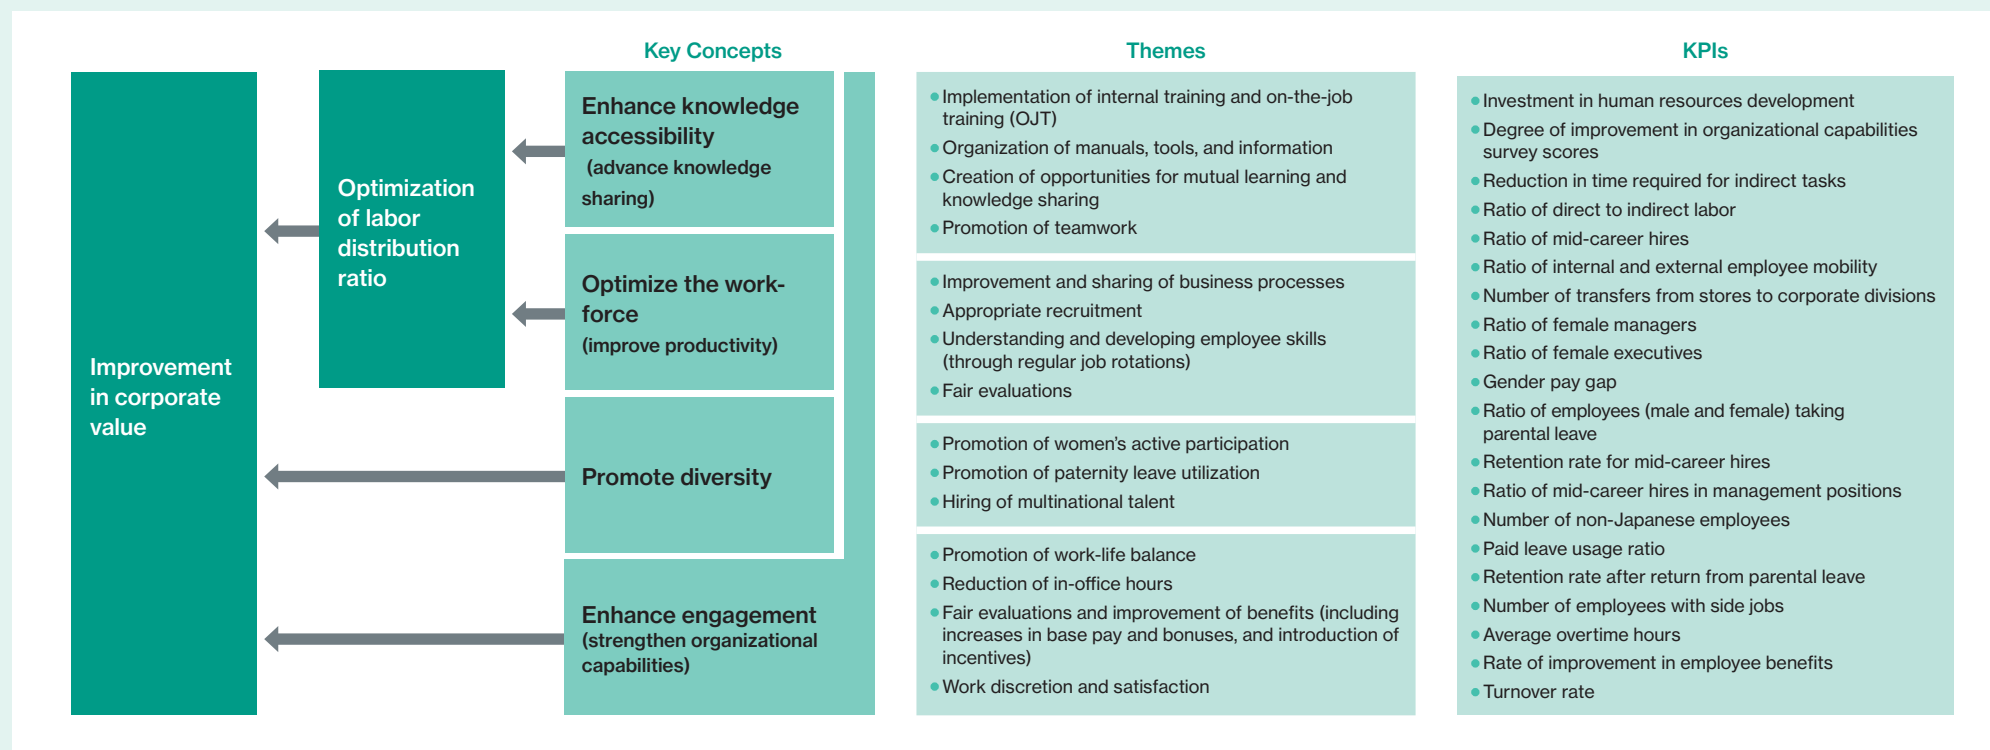 Key Concepts
Themes
KPIs
Improvement
in corporate
value
Optimization
of labor
distribution
ratio
Enhance knowledge
accessibility
(advance knowledge
sharing)
Optimize the work-
force
(improve productivity)
Promote diversity
Enhance engagement
(strengthen organizational
capabilities)
•Implementation of internal training and on-the-job
training (OJT)
•Organization of manuals, tools, and information
•Creation of opportunities for mutual learning and
knowledge sharing
•Promotion of teamwork
•Improvement and sharing of business processes
•Appropriate recruitment
•Understanding and developing employee skills
(through regular job rotations)
•Fair evaluations
•Promotion of women’s active participation
•Promotion of paternity leave utilization
•Hiring of multinational talent
•Promotion of work-life balance
•Reduction of in-office hours
•Fair evaluations and improvement of benefits (including
increases in base pay and bonuses, and introduction of
incentives)
•Work discretion and satisfaction
•Investment in human resources development
•Degree of improvement in organizational capabilities
survey scores
•Reduction in time required for indirect tasks
•Ratio of direct to indirect labor
•Ratio of mid-career hires
•Ratio of internal and external employee mobility
•Number of transfers from stores to corporate divisions
•Ratio of female managers
•Ratio of female executives
•Gender pay gap
•Ratio of employees (male and female) taking
parental leave
•Retention rate for mid-career hires
•Ratio of mid-career hires in management positions
•Number of non-Japanese employees
•Paid leave usage ratio
•Retention rate after return from parental leave
•Number of employees with side jobs
•Average overtime hours
•Rate of improvement in employee benefits
•Turnover rate